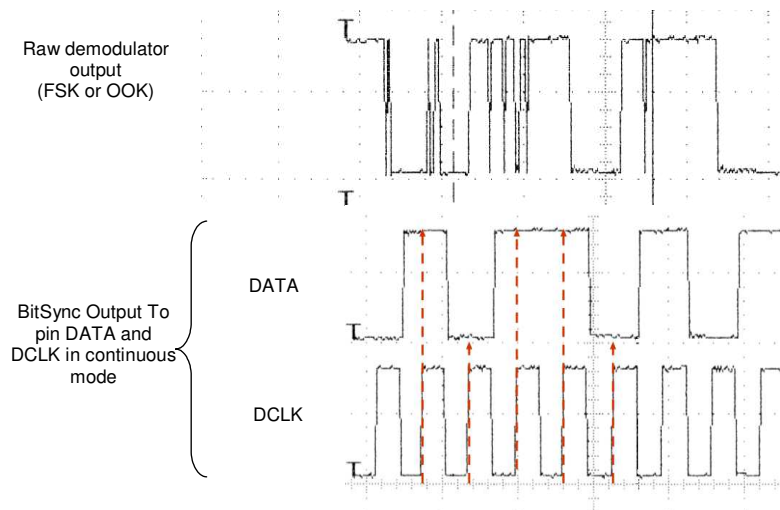 Raw demodulator
output
(FSK or OOK)
DATA
BitSync Output To
pin DATA and
DCLK in continuous
mode
DCLK